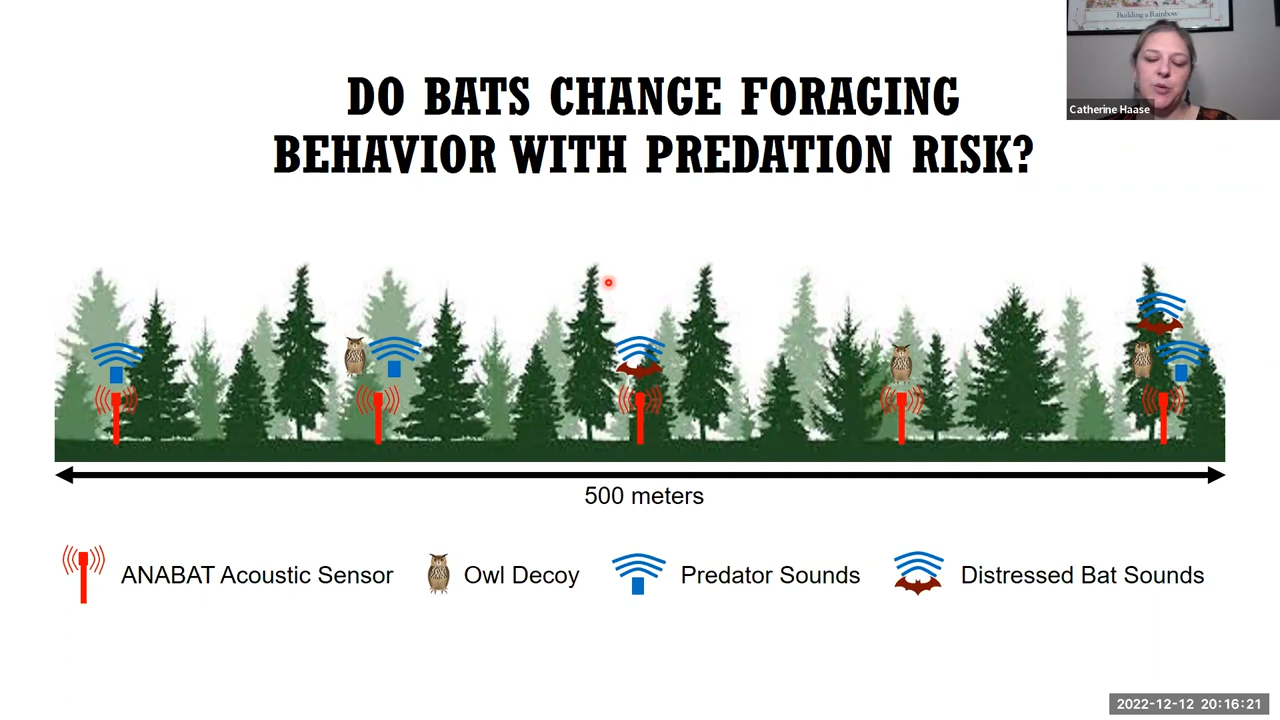 Building a Rainbow
Catherine Haase
DO BATS CHANGE FORAGING
BEHAVIOR WITH PREDATION RISK?
500 meters
ANABAT Acoustic Sensor
Owl Decoy
Predator Sounds
Distressed Bat Sounds
2022-12-12 20:16:21